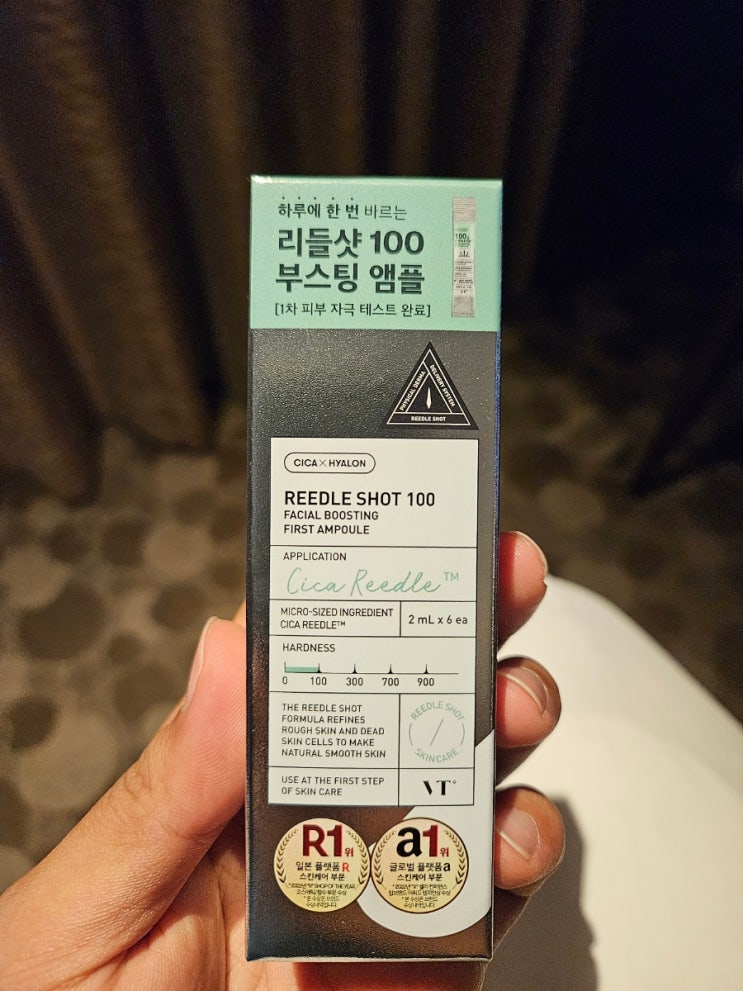 하루에 한 번 바르는
리들샷 100
부스팅 앰플
[1차 피부 자극 테스트 완료]
100
PHYSICAL DERMA
DELIVERY SYSTEM
REEDLE SHOT
CICA×HYALON
REEDLE SHOT 100
FACIAL BOOSTING
FIRST AMPOULE
APPLICATION
Cica Reedle™
MICRO-SIZED INGREDIENT
CICA REEDLE™
2 mL x 6 ea
HARDNESS
0 100 300 700 900
THE REEDLE SHOT
FORMULA REFINES
ROUGH SKIN AND DEAD
SKIN CELLS TO MAKE
NATURAL SMOOTH SKIN
REEDLE SHOT
SKINCARE
USE AT THE FIRST STEP
OF SKIN CARE
VT
R1위
일본 플랫폼 R
스킨케어 부문
a1위
글로벌 플랫폼 a
스킨케어 부문